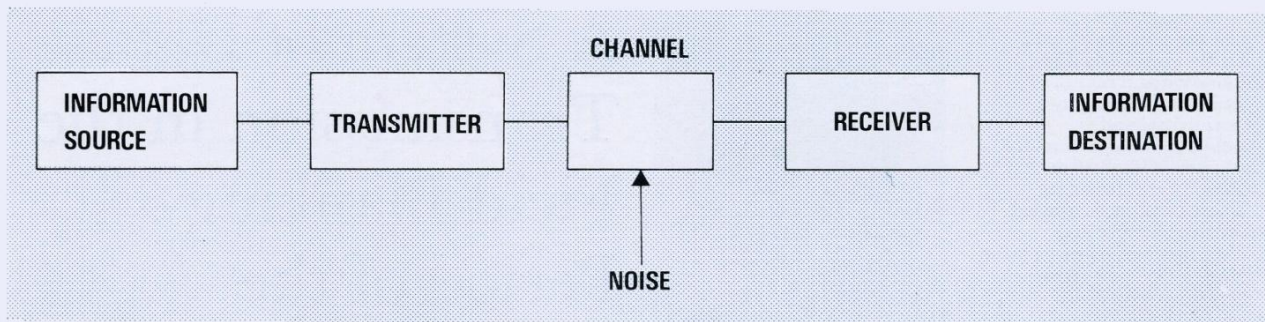 CHANNEL
INFORMATION
SOURCE
TRANSMITTER
RECEIVER
INFORMATION
DESTINATION
NOISE